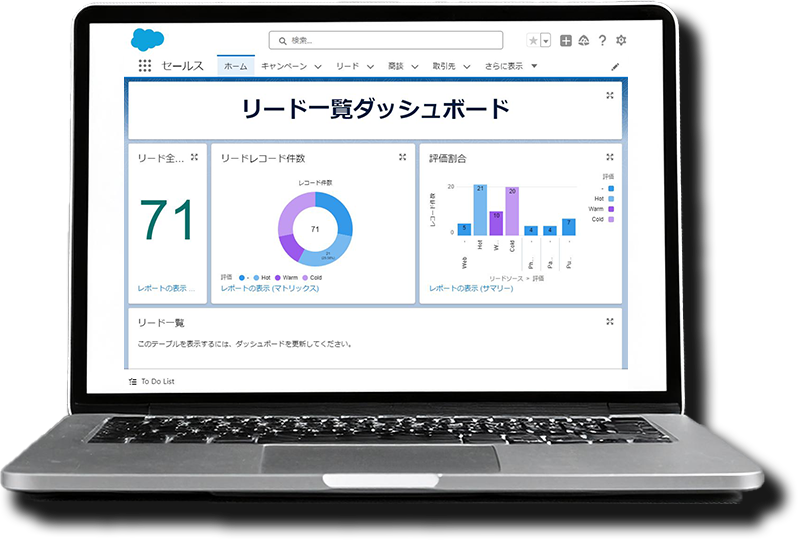 検索...
セールス ホーム キャンペーン リード 商談 取引先 さらに表示
リード一覧ダッシュボード
リード全...
71
レポートの表示 ...
リードレコード件数
レコード件数
71
21
評価 - Hot Warm Cold
レポートの表示 (マトリックス)
評価割合
評価
-
Hot
Warm
Cold
レコード件数
20
0
5 21 10 20 4 4 7
- Hot W... Cold - - -
Web Ph... Pa... Pu...
リードソース > 評価
レポートの表示 (サマリー)
リード一覧
このテーブルを表示するには、ダッシュボードを更新してください。
To Do List